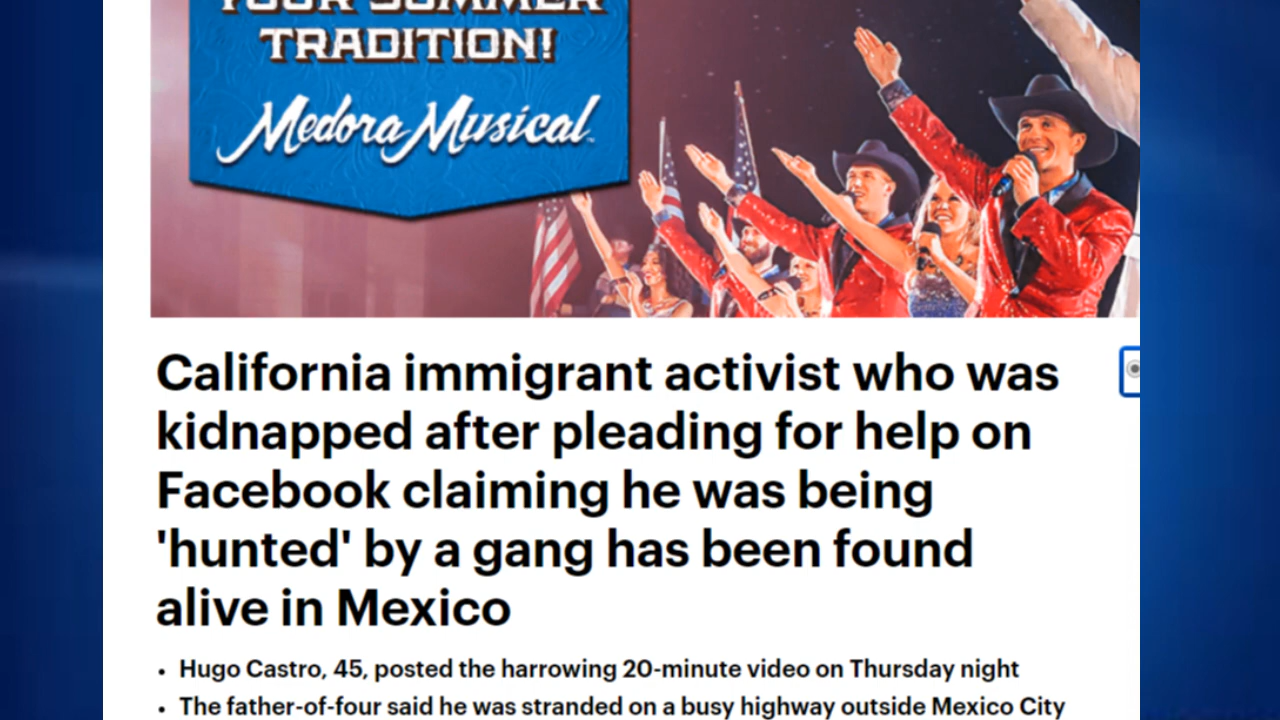 YOUR SUMMER
TRADITION!
Medora Musical
California immigrant activist who was
kidnapped after pleading for help on
Facebook claiming he was being
'hunted' by a gang has been found
alive in Mexico
• Hugo Castro, 45, posted the harrowing 20-minute video on Thursday night
• The father-of-four said he was stranded on a busy highway outside Mexico City